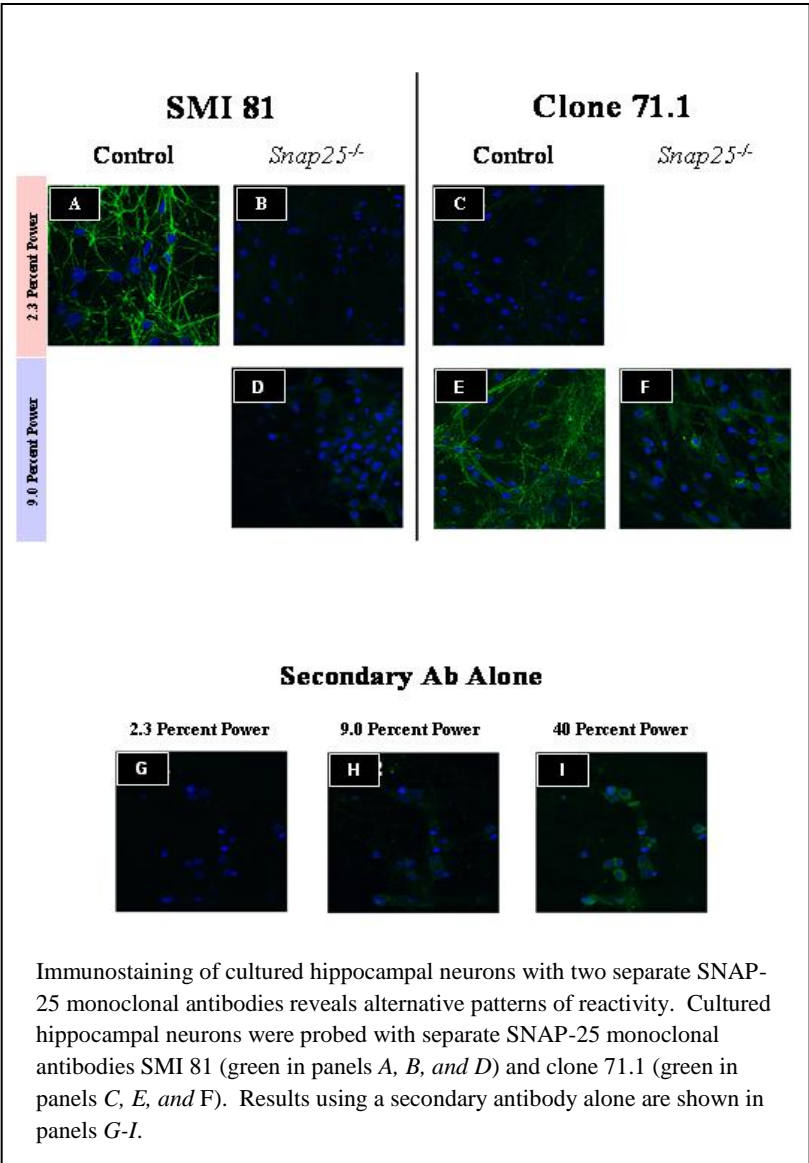 SMI 81
Clone 71.1
Control
Snap25-/-
Control
Snap25-/-
2.3 Percent Power
A
B
C
9.0 Percent Power
D
E
F
Secondary Ab Alone
2.3 Percent Power
9.0 Percent Power
40 Percent Power
G
H
I
Immunostaining of cultured hippocampal neurons with two separate SNAP-
25 monoclonal antibodies reveals alternative patterns of reactivity. Cultured
hippocampal neurons were probed with separate SNAP-25 monoclonal
antibodies SMI 81 (green in panels A, B, and D) and clone 71.1 (green in
panels C, E, and F). Results using a secondary antibody alone are shown in
panels G-I.